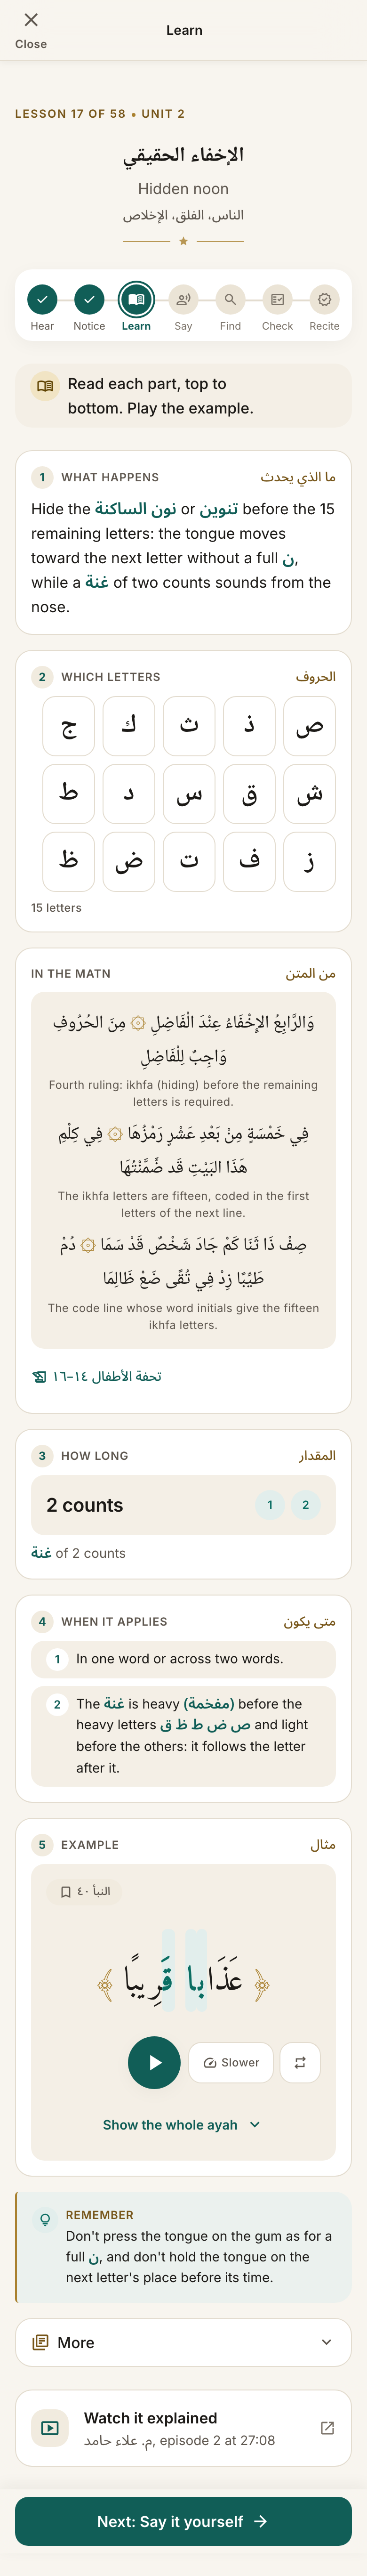 Learn
Close
LESSON 17 OF 58 • UNIT 2
الإخفاء الحقيقي
Hidden noon
الناس، الفلق، الإخلاص
Hear Notice Learn Say Find Check Recite
Read each part, top to
bottom. Play the example.
1 WHAT HAPPENS ما الذي يحدث
Hide the نون الساكنة or تنوين before the 15
remaining letters: the tongue moves
toward the next letter without a full ن,
while a غنة of two counts sounds from the
nose.
2 WHICH LETTERS الحروف
ص ذ ث ك ج
ش ق س د ط
ز ف ت ض ظ
15 letters
IN THE MATN من المتن
وَالرَّابِعُ الإِخْفَاءُ عِنْدَ الْفَاضِلِ ۞ مِنَ الحُرُوفِ
وَاجِبٌ لِلْفَاضِلِ
Fourth ruling: ikhfa (hiding) before the remaining
letters is required.
فِي خَمْسَةٍ مِنْ بَعْدِ عَشْرٍ رَمْزُهَا ۞ فِي كِلْمِ
هَذَا البَيْتِ قَد ضَّمَّنْتُهَا
The ikhfa letters are fifteen, coded in the first
letters of the next line.
صِفْ ذَا ثَنَا كَمْ جَادَ شَخْصٌ قَدْ سَمَا ۞ دُمْ
طَيِّبًا زِدْ فِي تُقًى ضَعْ ظَالِمَا
The code line whose word initials give the fifteen
ikhfa letters.
تحفة الأطفال ١٤–١٦
3 HOW LONG المقدار
2 counts 1 2
غنة of 2 counts
4 WHEN IT APPLIES متى يكون
1 In one word or across two words.
2 The غنة is heavy (مفخمة) before the
heavy letters ص ض ط ظ ق and light
before the others: it follows the letter
after it.
5 EXAMPLE مثال
النبأ ٤٠
﴿ عَذَابا قَرِيبًا ﴾
Slower
Show the whole ayah
REMEMBER
Don't press the tongue on the gum as for a
full ن, and don't hold the tongue on the
next letter's place before its time.
More
Watch it explained
م. علاء حامد, episode 2 at 27:08
Next: Say it yourself →